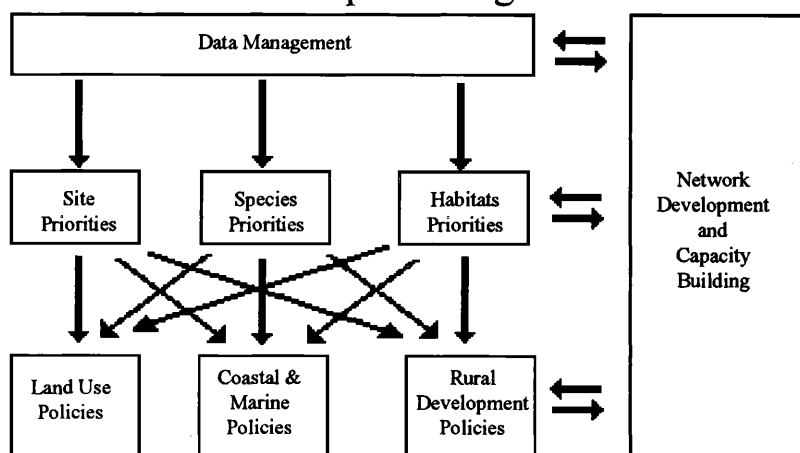 Data Management
Site
Priorities
Species
Priorities
Habitats
Priorities
Network
Development
and
Capacity
Building
Land Use
Policies
Coastal &
Marine
Policies
Rural
Development
Policies